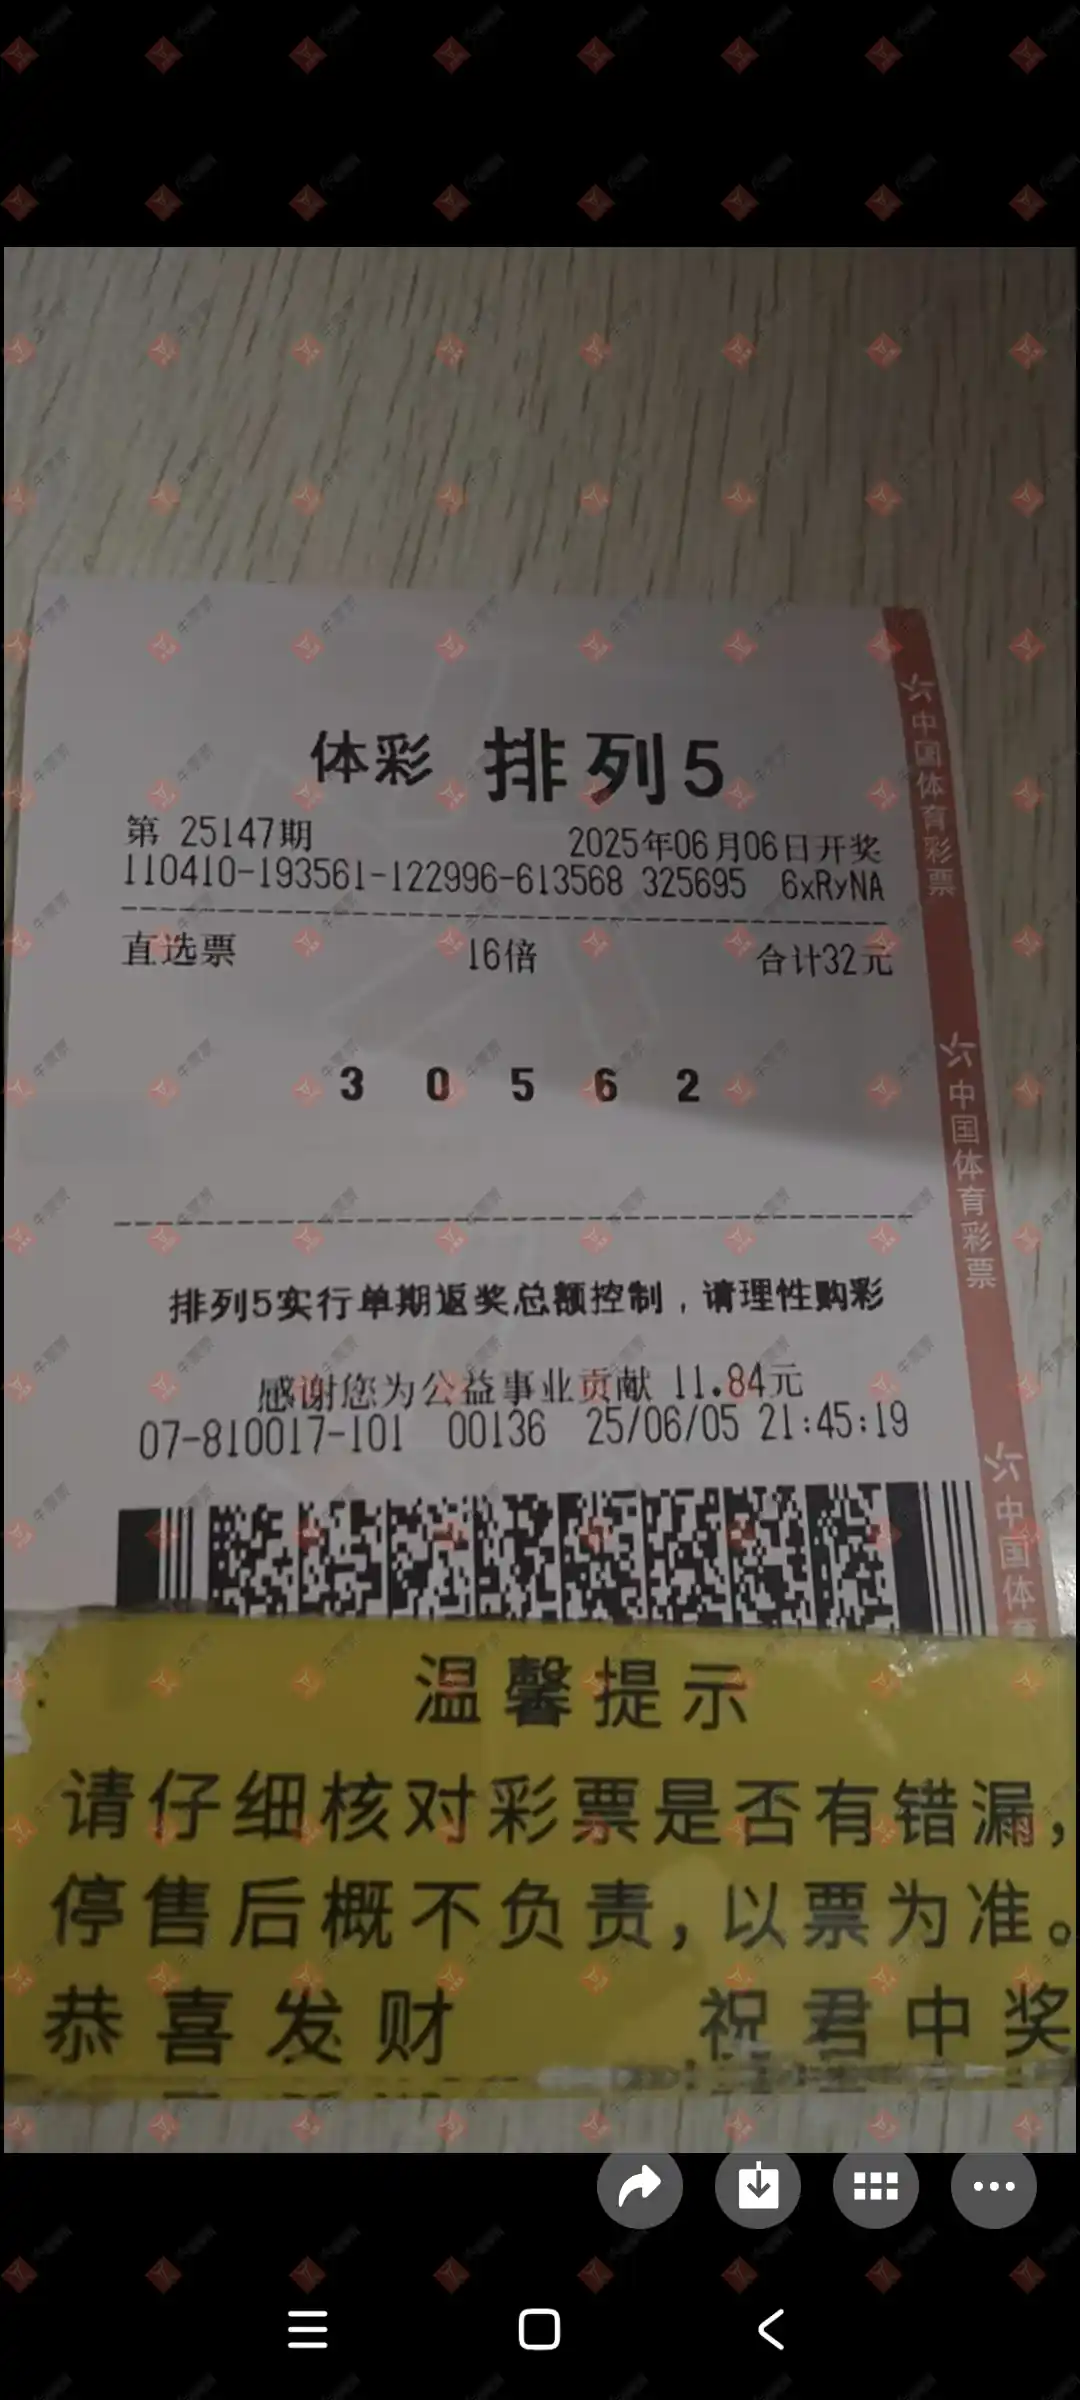 体彩 排列5
第 25147期 2025年06月06日开奖
110410-193561-122996-613568 325695 6xRyNA
直选票 16倍 合计32元
3 0 5 6 2
排列5实行单期返奖总额控制，请理性购彩
感谢您为公益事业贡献 11.84元
07-810017-101 00136 25/06/05 21:45:19
中国体育彩票
中国体育彩票
中国体育
温馨提示
请仔细核对彩票是否有错漏，
停售后概不负责，以票为准。
恭喜发财 祝君中奖